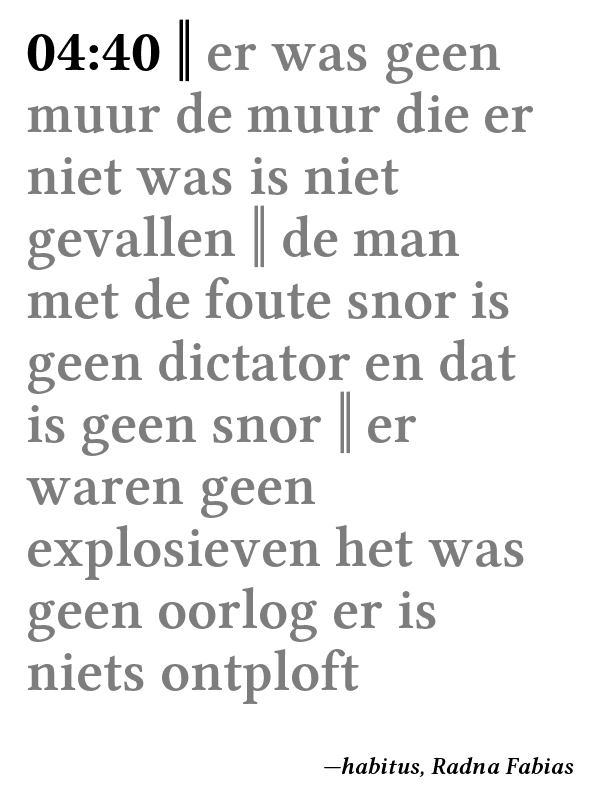 04:40 ‖ er was geen
muur de muur die er
niet was is niet
gevallen ‖ de man
met de foute snor is
geen dictator en dat
is geen snor ‖ er
waren geen
explosieven het was
geen oorlog er is
niets ontploft
—habitus, Radna Fabias